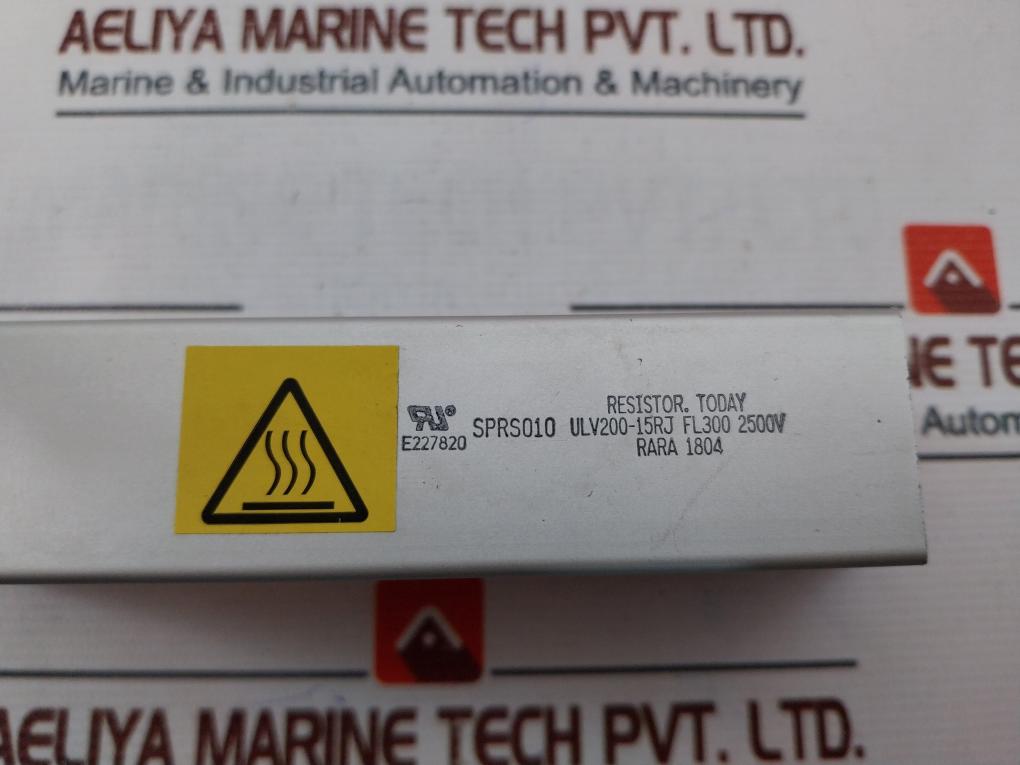 AELIYA MARINE TECH PVT. LTD.
Marine & Industrial Automation & Machinery
RESISTOR. TODAY
SPRS010 ULV200-15RJ FL300 2500V
E227820
RARA 1804
NE TE
Autom
AELIYA MARINE TECH PVT. LTD.